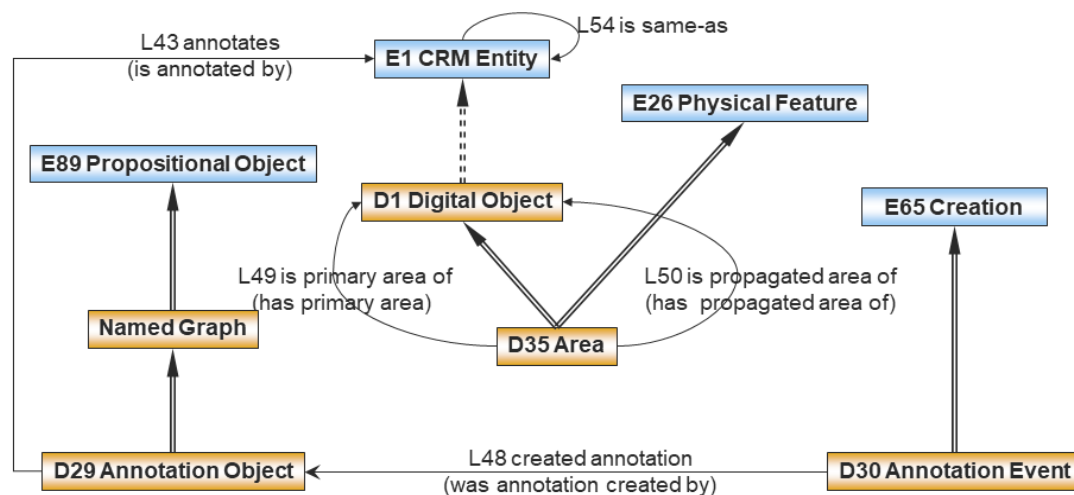 L54 is same-as
L43 annotates
(is annotated by)
E1 CRM Entity
E26 Physical Feature
E89 Propositional Object
D1 Digital Object
E65 Creation
L49 is primary area of
(has primary area)
L50 is propagated area of
(has propagated area of)
Named Graph
D35 Area
D29 Annotation Object
L48 created annotation
(was annotation created by)
D30 Annotation Event